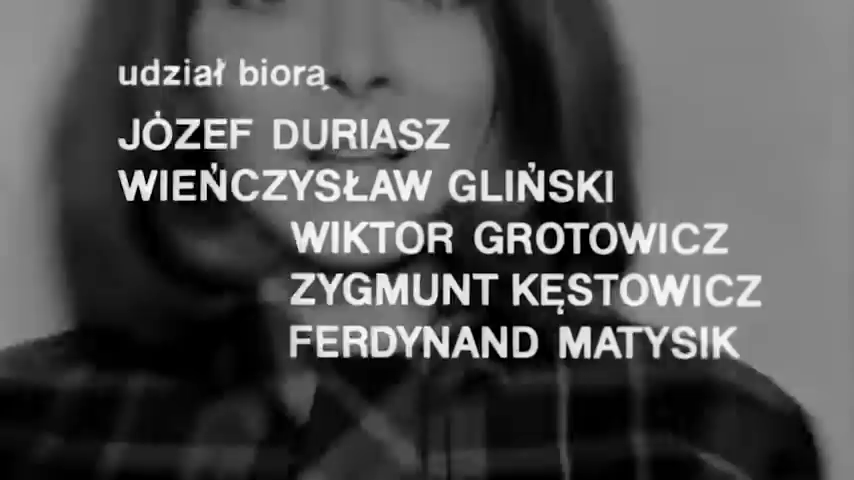 udział biorą
JÓZEF DURIASZ
WIEŃCZYSŁAW GLIŃSKI
WIKTOR GROTOWICZ
ZYGMUNT KĘSTOWICZ
FERDYNAND MATYSIK